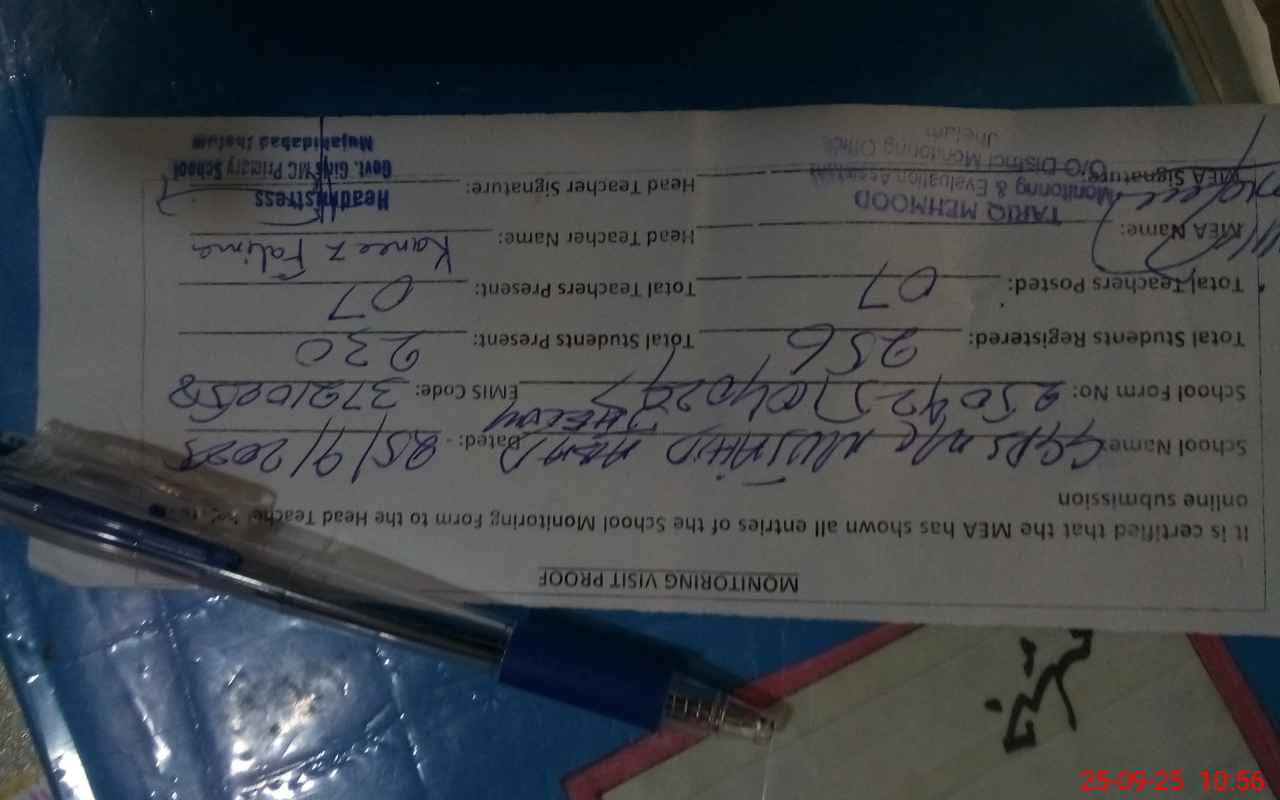 MONITORING VISIT PROOF
It is certified that the MEA has shown all entries of the School Monitoring Form to the Head Teacher
online submission
School Name GGPS M/C MUJAHID ABAD JHELUM Dated: - 25/9/2025
School Form No: EMIS Code: 37210258
Total Students Registered: 256 Total Students Present: 230
Total Teachers Posted: 07 Total Teachers Present: 07
MEA Name: Head Teacher Name: Kaneez Fatima
TARIQ MEHMOOD
Monitoring & Evaluation Assistant
O/O District Monitoring Office
Jhelum
MEA Signature: Head Teacher Signature:
Headmistress
Govt. Girls MC Primary School
Mujahidabad Jhelum
25-09-25 10:56